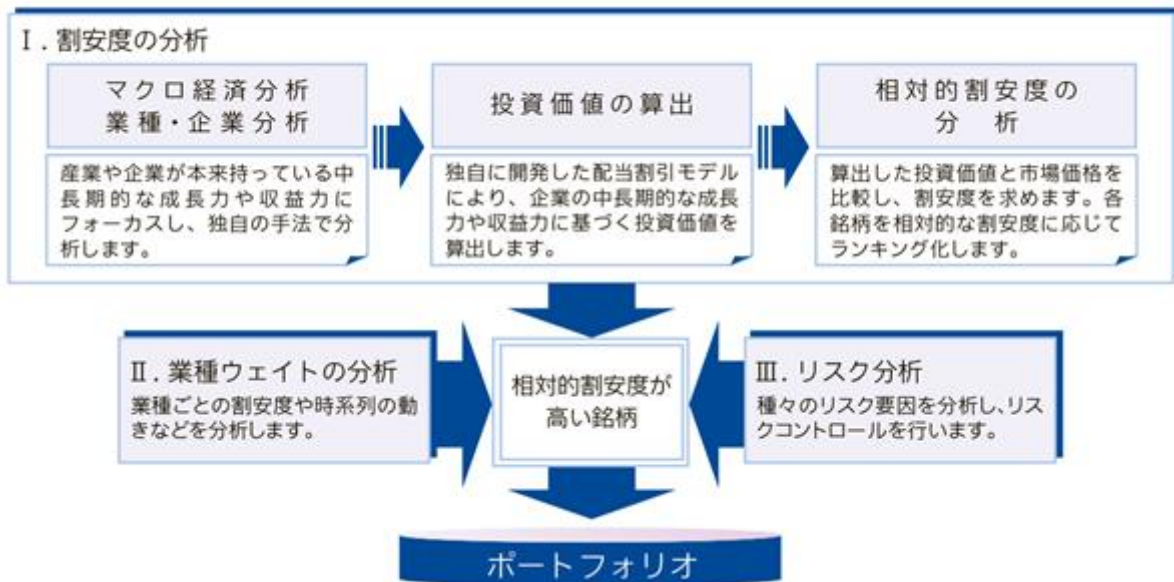 Ⅰ. 割安度の分析
マクロ経済分析
業種・企業分析
産業や企業が本来持っている中
長期的な成長力や収益力に
フォーカスし、独自の手法で分
析します。
投資価値の算出
独自に開発した配当割引モデル
により、企業の中長期的な成長
力や収益力に基づく投資価値を
算出します。
相対的割安度の
分　析
算出した投資価値と市場価格を
比較し、割安度を求めます。各
銘柄を相対的な割安度に応じて
ランキング化します。
Ⅱ. 業種ウェイトの分析
業種ごとの割安度や時系列の動
きなどを分析します。
相対的割安度が
高い銘柄
Ⅲ. リスク分析
種々のリスク要因を分析し、リス
クコントロールを行います。
ポートフォリオ